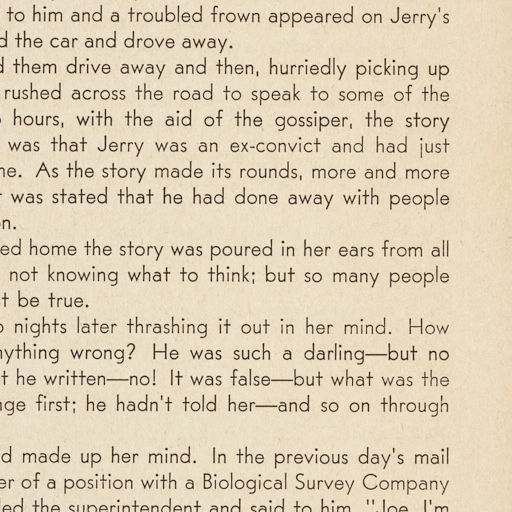 to him and a troubled frown appeared on Jerry's
the car and drove away.
them drive away and then, hurriedly picking up
rushed across the road to speak to some of the
hours, with the aid of the gossiper, the story
was that Jerry was an ex-convict and had just
As the story made its rounds, more and more
was stated that he had done away with people
home the story was poured in her ears from all
not knowing what to think; but so many people
be true.
nights later thrashing it out in her mind. How
wrong? He was such a darling—but no
he written—no! It was false—but what was the
first; he hadn't told her—and so on through
made up her mind. In the previous day's mail
of a position with a Biological Survey Company
the superintendent and said to him, "Joe, I'm